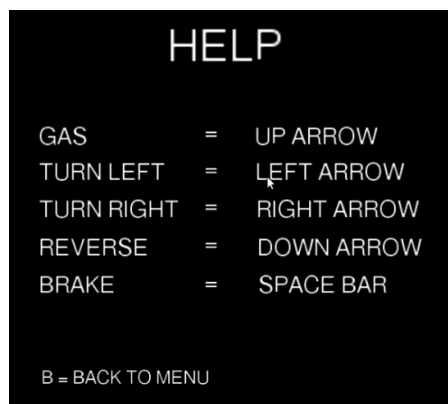 HELP
GAS = UP ARROW
TURN LEFT = LEFT ARROW
TURN RIGHT = RIGHT ARROW
REVERSE = DOWN ARROW
BRAKE = SPACE BAR
B = BACK TO MENU